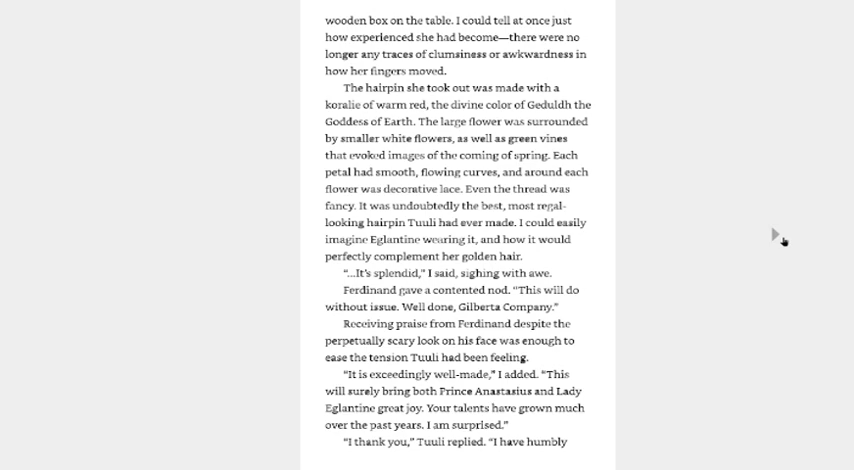 wooden box on the table. I could tell at once just
how experienced she had become—there were no
longer any traces of clumsiness or awkwardness in
how her fingers moved.
The hairpin she took out was made with a
koralie of warm red, the divine color of Geduldh the
Goddess of Earth. The large flower was surrounded
by smaller white flowers, as well as green vines
that evoked images of the coming of spring. Each
petal had smooth, flowing curves, and around each
flower was decorative lace. Even the thread was
fancy. It was undoubtedly the best, most regal-
looking hairpin Tuuli had ever made. I could easily
imagine Eglantine wearing it, and how it would
perfectly complement her golden hair.
“...It’s splendid,” I said, sighing with awe.
Ferdinand gave a contented nod. “This will do
without issue. Well done, Gilberta Company.”
Receiving praise from Ferdinand despite the
perpetually scary look on his face was enough to
ease the tension Tuuli had been feeling.
“It is exceedingly well-made,” I added. “This
will surely bring both Prince Anastasius and Lady
Eglantine great joy. Your talents have grown much
over the past years. I am surprised.”
“I thank you,” Tuuli replied. “I have humbly